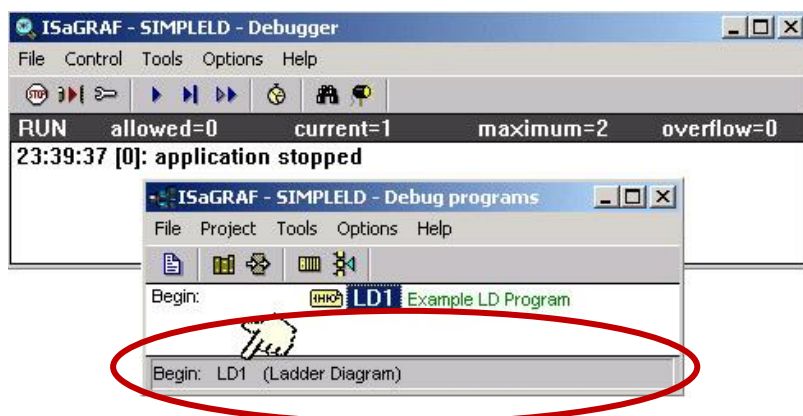 ISaGRAF - SIMPLELD - Debugger
File Control Tools Options Help
STOP
RUN allowed=0 current=1 maximum=2 overflow=0
23:39:37 [0]: application stopped
ISaGRAF - SIMPLELD - Debug programs
File Project Tools Options Help
Begin: LD1 Example LD Program
Begin: LD1 (Ladder Diagram)